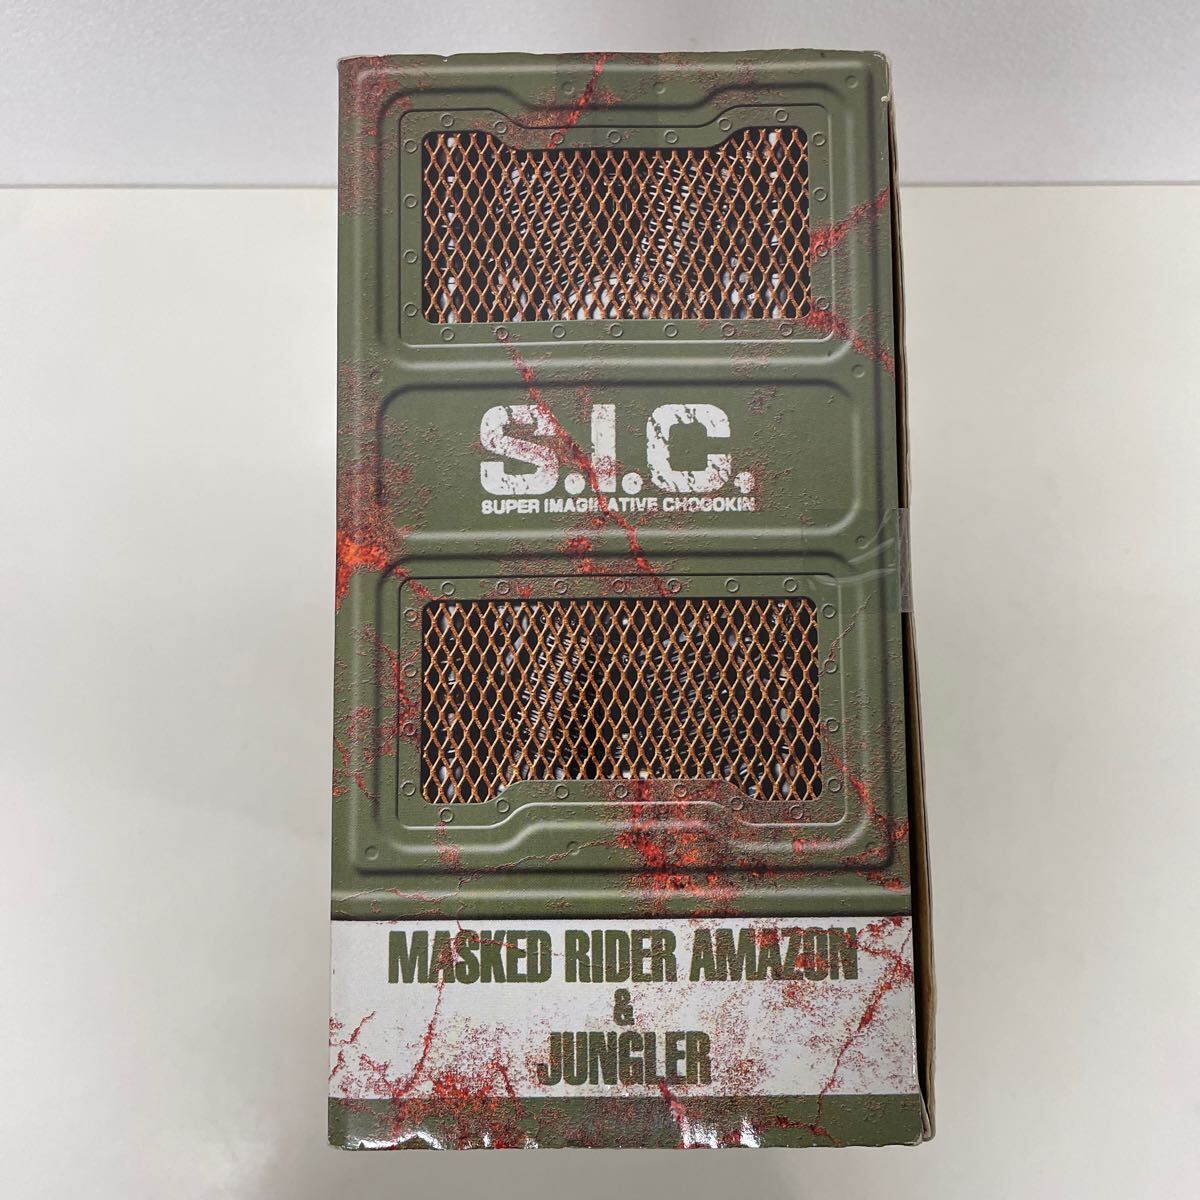 S.I.C.
SUPER IMAGINATIVE CHOGOKIN
MASKED RIDER AMAZON
&
JUNGLER